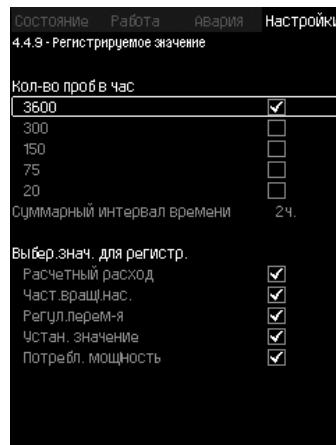 Состояние Работа Авария Настройки
4.4.9 - Регистрируемое значение
Кол-во проб в час
3600
300
150
75
20
Суммарный интервал времени 2ч.
Выбер.знач. для регистр.
Расчетный расход
Част.вращ.нас.
Регул.перем-я
Устан. значение
Потребл. мощность